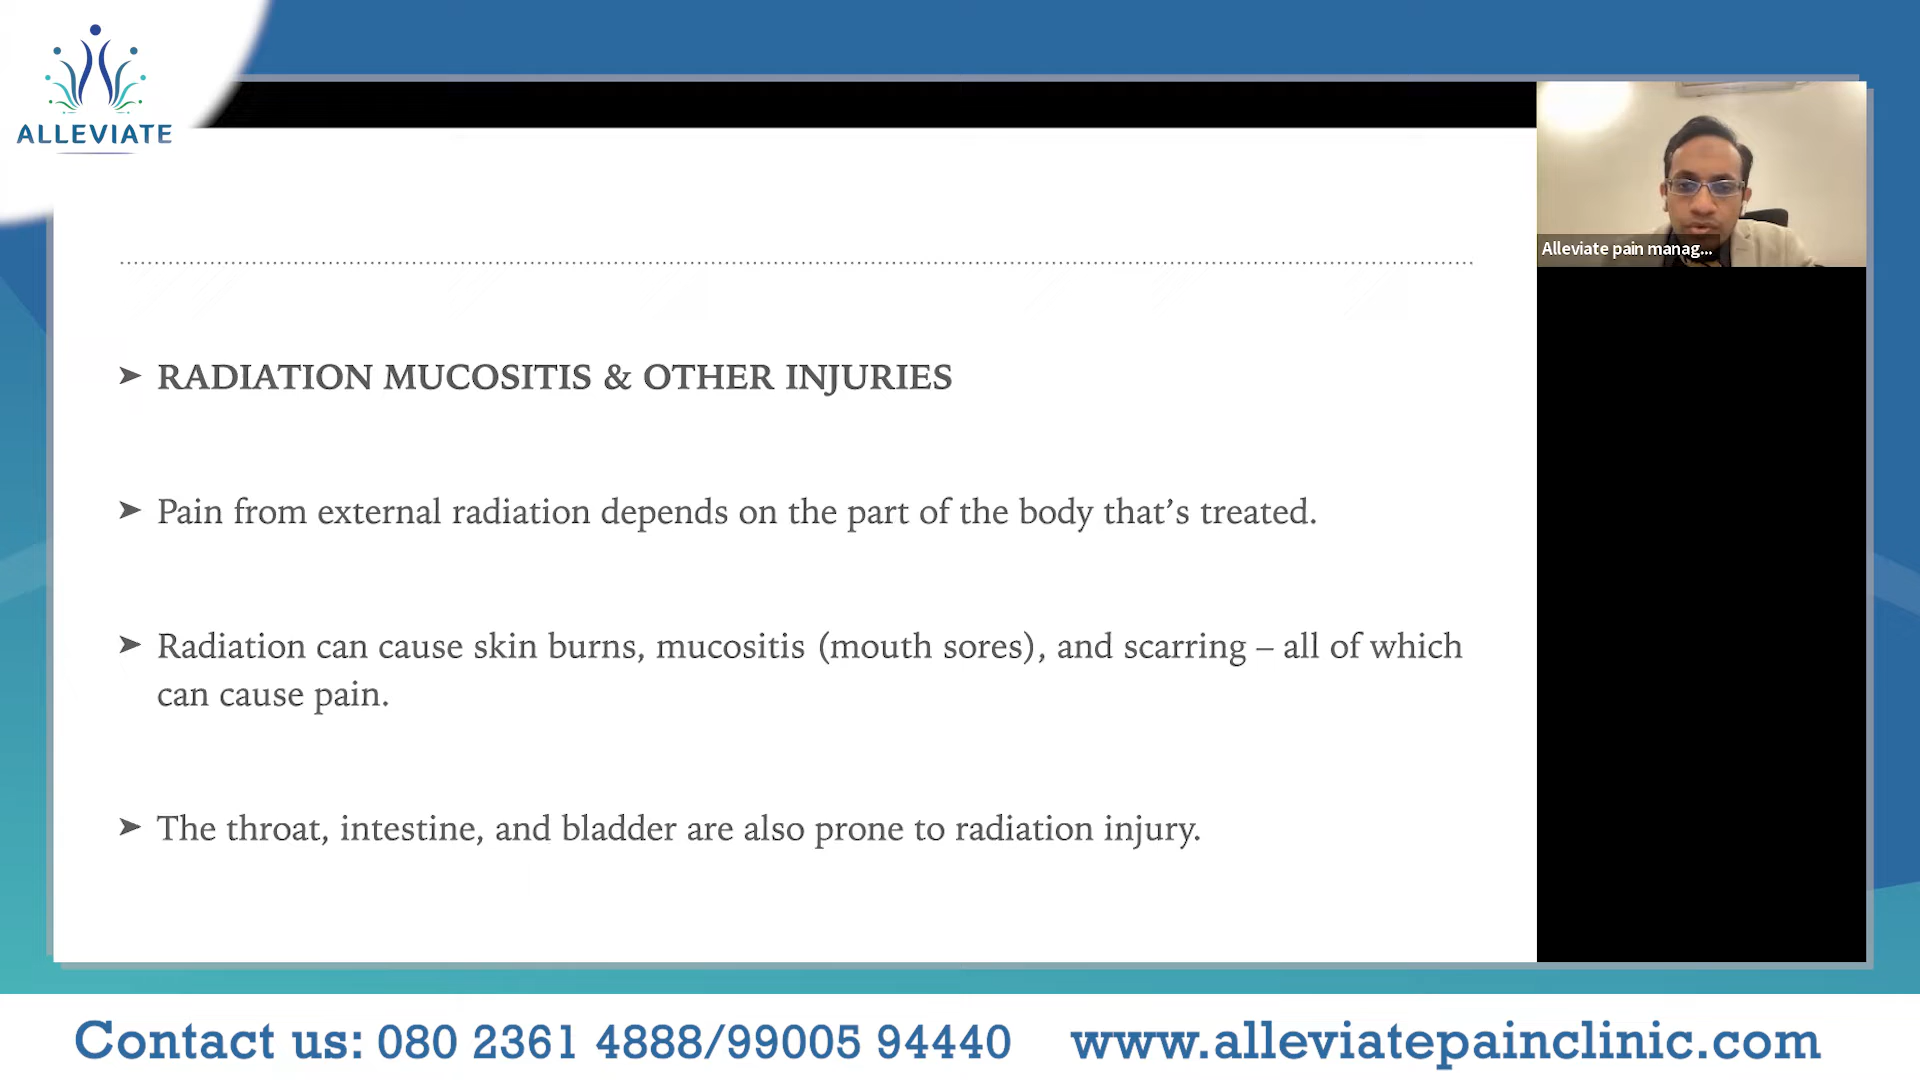 ALLEVIATE
Alleviate pain manag...
➤ RADIATION MUCOSITIS & OTHER INJURIES
➤ Pain from external radiation depends on the part of the body that’s treated.
➤ Radiation can cause skin burns, mucositis (mouth sores), and scarring – all of which
can cause pain.
➤ The throat, intestine, and bladder are also prone to radiation injury.
Contact us: 080 2361 4888/99005 94440 www.alleviatepainclinic.com